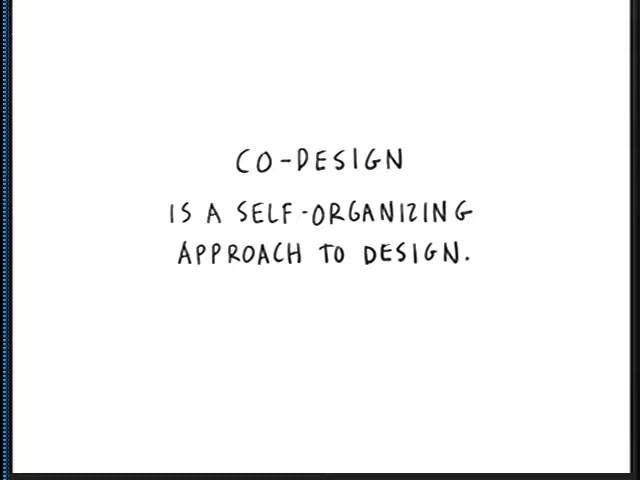 CO-DESIGN
IS A SELF-ORGANIZING
APPROACH TO DESIGN.